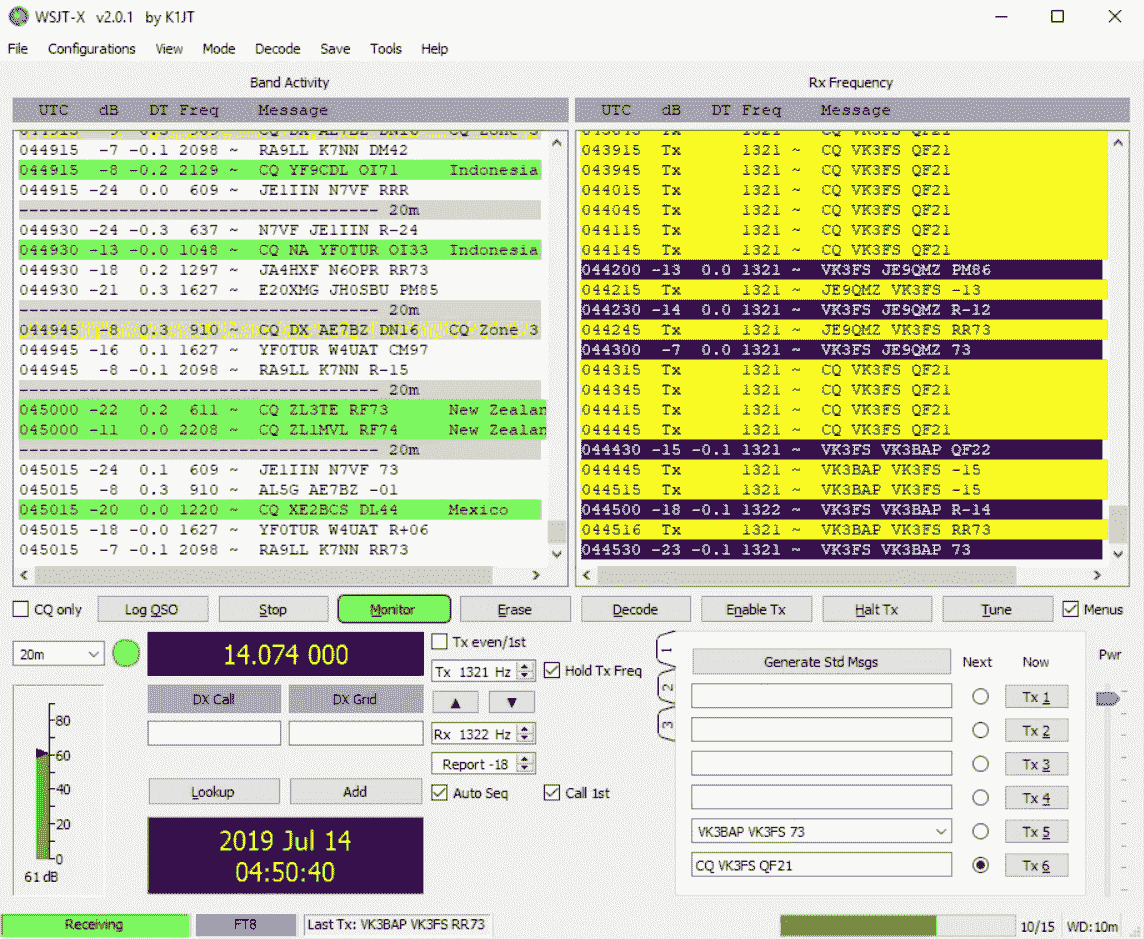 WSJT-X v2.0.1 by K1JT
File Configurations View Mode Decode Save Tools Help
Band Activity
UTC dB DT Freq Message
044915 -7 -0.1 2098 ~ RA9LL K7NN DM42
044915 -8 -0.2 2129 ~ CQ YF9CDL OI71 Indonesia
044915 -24 0.0 609 ~ JE1IIN N7VF RRR
------------------------------------ 20m
044930 -24 -0.3 637 ~ N7VF JE1IIN R-24
044930 -13 -0.0 1048 ~ CQ NA YF0TUR OI33 Indonesia
044930 -18 0.2 1297 ~ JA4HXF N6OPR RR73
044930 -21 0.3 1627 ~ E20XMG JH0SBU PM85
------------------------------------ 20m
044945 -8 0.3 910 ~ CQ DX AE7BZ DN16 CQ Zone 3
044945 -16 0.1 1627 ~ YF0TUR W4UAT CM97
044945 -8 -0.1 2098 ~ RA9LL K7NN R-15
------------------------------------ 20m
045000 -22 0.2 611 ~ CQ ZL3TE RF73 New Zealan
045000 -11 0.0 2208 ~ CQ ZL1MVL RF74 New Zealan
------------------------------------ 20m
045015 -24 0.1 609 ~ JE1IIN N7VF 73
045015 -8 0.3 910 ~ AL5G AE7BZ -01
045015 -20 0.0 1220 ~ CQ XE2BCS DL44 Mexico
045015 -18 -0.0 1627 ~ YF0TUR W4UAT R+06
045015 -7 -0.1 2098 ~ RA9LL K7NN RR73
Rx Frequency
UTC dB DT Freq Message
043915 Tx 1321 ~ CQ VK3FS QF21
043945 Tx 1321 ~ CQ VK3FS QF21
044015 Tx 1321 ~ CQ VK3FS QF21
044045 Tx 1321 ~ CQ VK3FS QF21
044115 Tx 1321 ~ CQ VK3FS QF21
044145 Tx 1321 ~ CQ VK3FS QF21
044200 -13 0.0 1321 ~ VK3FS JE9QMZ PM86
044215 Tx 1321 ~ JE9QMZ VK3FS -13
044230 -14 0.0 1321 ~ VK3FS JE9QMZ R-12
044245 Tx 1321 ~ JE9QMZ VK3FS RR73
044300 -7 0.0 1321 ~ VK3FS JE9QMZ 73
044315 Tx 1321 ~ CQ VK3FS QF21
044345 Tx 1321 ~ CQ VK3FS QF21
044415 Tx 1321 ~ CQ VK3FS QF21
044445 Tx 1321 ~ CQ VK3FS QF21
044430 -15 -0.1 1321 ~ VK3FS VK3BAP QF22
044445 Tx 1321 ~ VK3BAP VK3FS -15
044515 Tx 1321 ~ VK3BAP VK3FS -15
044500 -18 -0.1 1322 ~ VK3FS VK3BAP R-14
044516 Tx 1321 ~ VK3BAP VK3FS RR73
044530 -23 -0.1 1321 ~ VK3FS VK3BAP 73
CQ only Log QSO Stop Monitor Erase Decode Enable Tx Halt Tx Tune Menus
20m
14.074 000
DX Call DX Grid
Lookup Add
2019 Jul 14
04:50:40
80
60
40
20
0
61 dB
Tx even/1st
Tx 1321 Hz Hold Tx Freq
Rx 1322 Hz
Report -18
Auto Seq Call 1st
1
2
3
Generate Std Msgs Next Now Pwr
Tx 1
Tx 2
Tx 3
Tx 4
VK3BAP VK3FS 73 Tx 5
CQ VK3FS QF21 Tx 6
Receiving FT8 Last Tx: VK3BAP VK3FS RR73 10/15 WD:10m